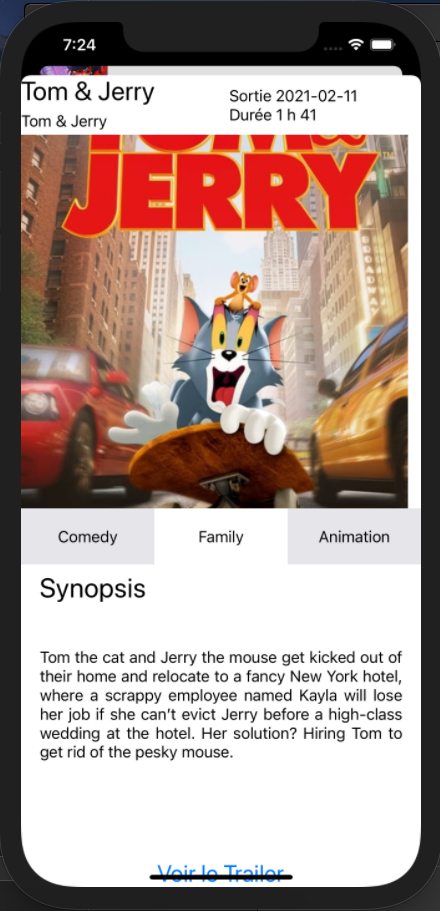 7:24
Tom & Jerry
Sortie 2021-02-11
Tom & Jerry
Durée 1 h 41
TOM &
JERRY
TM
BROADWAY
Comedy
Family
Animation
Synopsis
Tom the cat and Jerry the mouse get kicked out of
their home and relocate to a fancy New York hotel,
where a scrappy employee named Kayla will lose
her job if she can’t evict Jerry before a high-class
wedding at the hotel. Her solution? Hiring Tom to
get rid of the pesky mouse.
Voir le Trailer